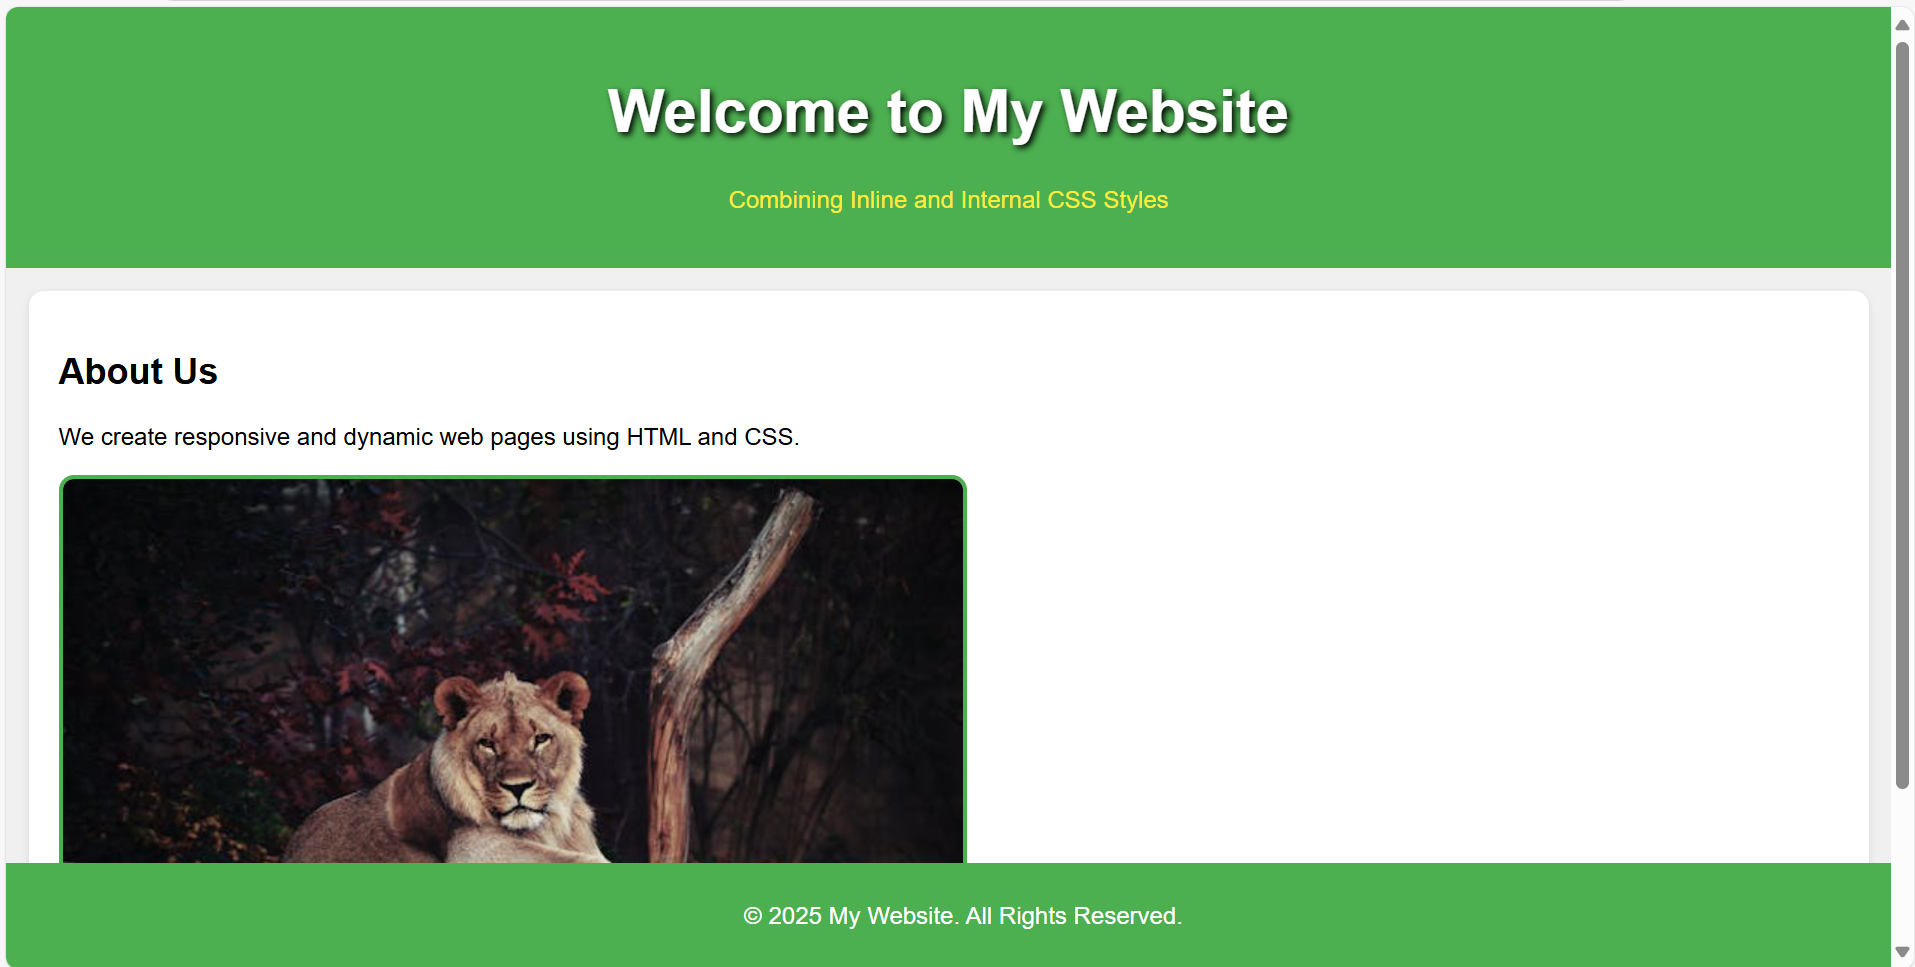 Welcome to My Website
Combining Inline and Internal CSS Styles
About Us
We create responsive and dynamic web pages using HTML and CSS.
© 2025 My Website. All Rights Reserved.